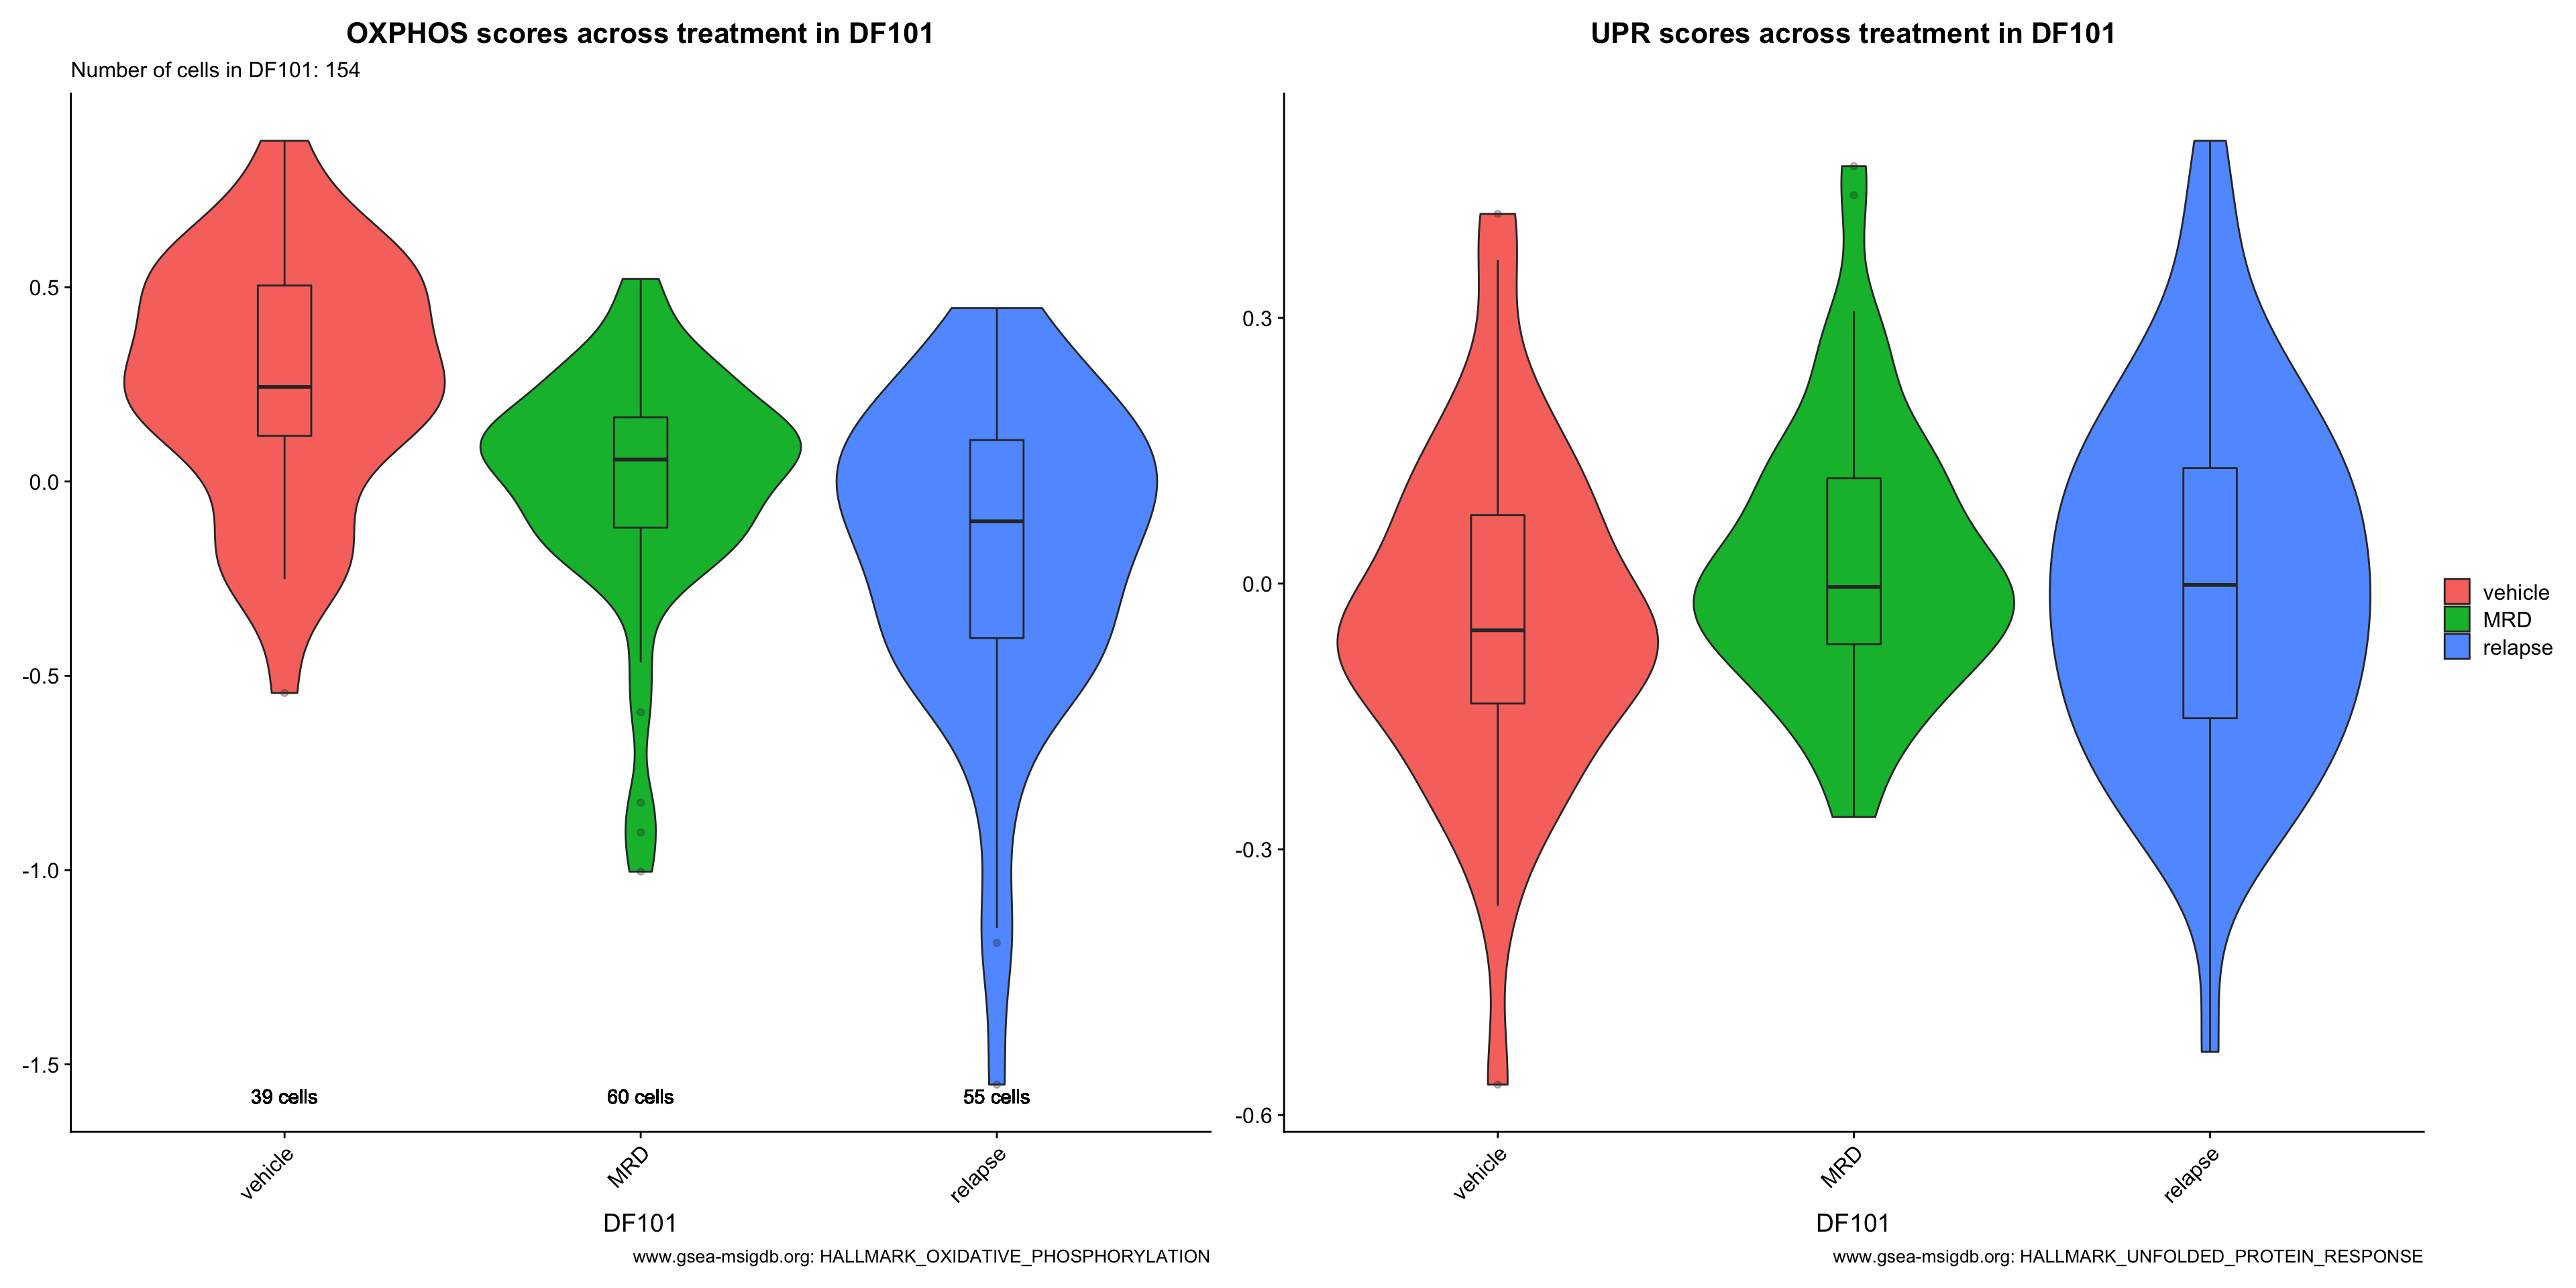 OXPHOS scores across treatment in DF101
Number of cells in DF101: 154
0.5
0.0
-0.5
-1.0
-1.5
39 cells
60 cells
55 cells
vehicle
MRD
relapse
DF101
www.gsea-msigdb.org: HALLMARK_OXIDATIVE_PHOSPHORYLATION
UPR scores across treatment in DF101
0.3
0.0
-0.3
-0.6
vehicle
MRD
relapse
DF101
www.gsea-msigdb.org: HALLMARK_UNFOLDED_PROTEIN_RESPONSE
vehicle
MRD
relapse